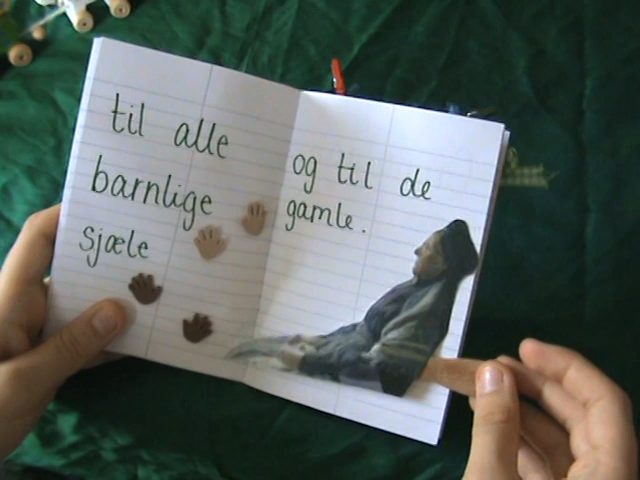 til alle
barnlige
sjæle
og til de
gamle.